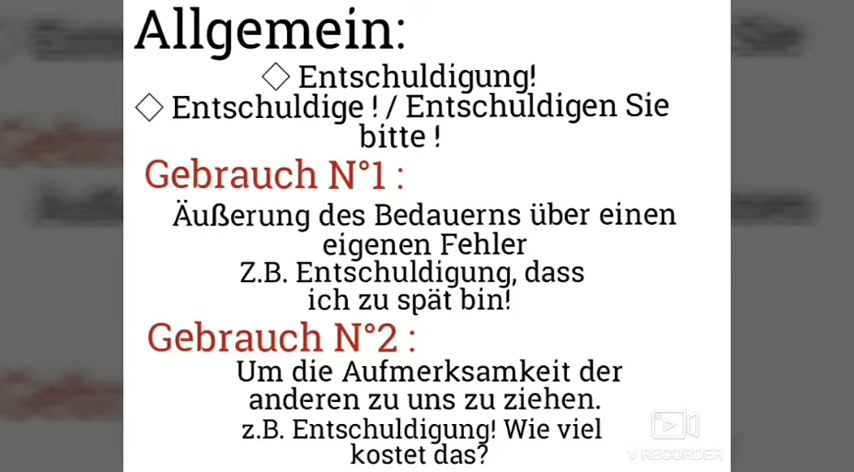 Allgemein:
◇ Entschuldigung!
◇ Entschuldige ! / Entschuldigen Sie
bitte !
Gebrauch N°1 :
Äußerung des Bedauerns über einen
eigenen Fehler
Z.B. Entschuldigung, dass
ich zu spät bin!
Gebrauch N°2 :
Um die Aufmerksamkeit der
anderen zu uns zu ziehen.
z.B. Entschuldigung! Wie viel
kostet das?
V RECORDER